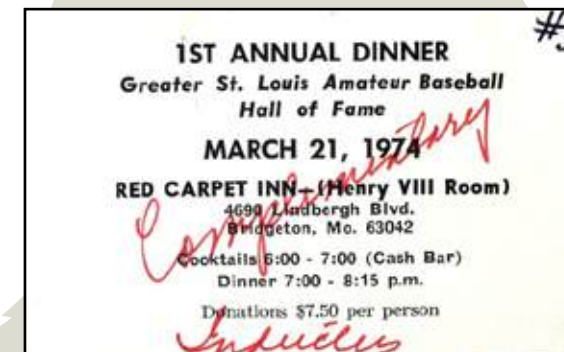 1ST ANNUAL DINNER
Greater St. Louis Amateur Baseball
Hall of Fame
MARCH 21, 1974
Complimentary
RED CARPET INN—(Henry VIII Room)
4690 Lindbergh Blvd.
Bridgeton, Mo. 63042
Cocktails 6:00 - 7:00 (Cash Bar)
Dinner 7:00 - 8:15 p.m.
Donations $7.50 per person